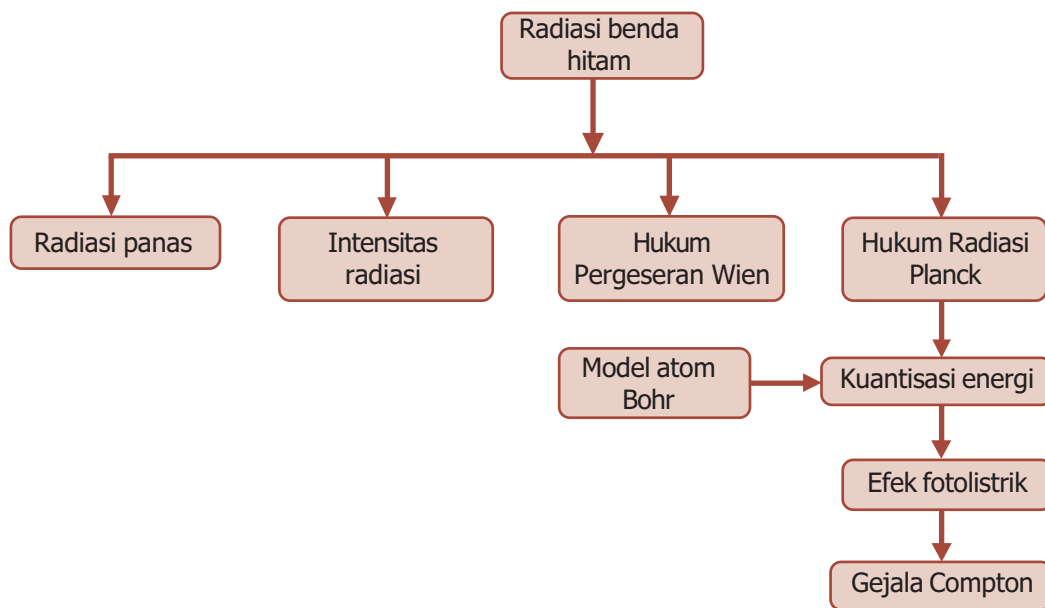 Radiasi benda
hitam
Radiasi panas
Intensitas
radiasi
Hukum
Pergeseran Wien
Hukum Radiasi
Planck
Model atom
Bohr
Kuantisasi energi
Efek fotolistrik
Gejala Compton